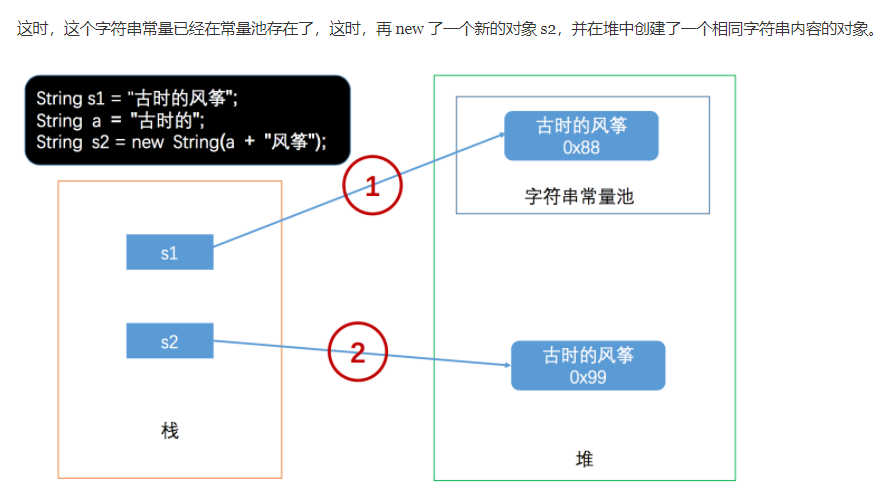 这时，这个字符串常量已经在常量池存在了，这时，再 new 了一个新的对象 s2，并在堆中创建了一个相同字符串内容的对象。
String s1 = "古时的风筝";
String a = "古时的";
String s2 = new String(a + "风筝");
古时的风筝
0x88
字符串常量池
1
s1
s2
2
古时的风筝
0x99
栈
堆